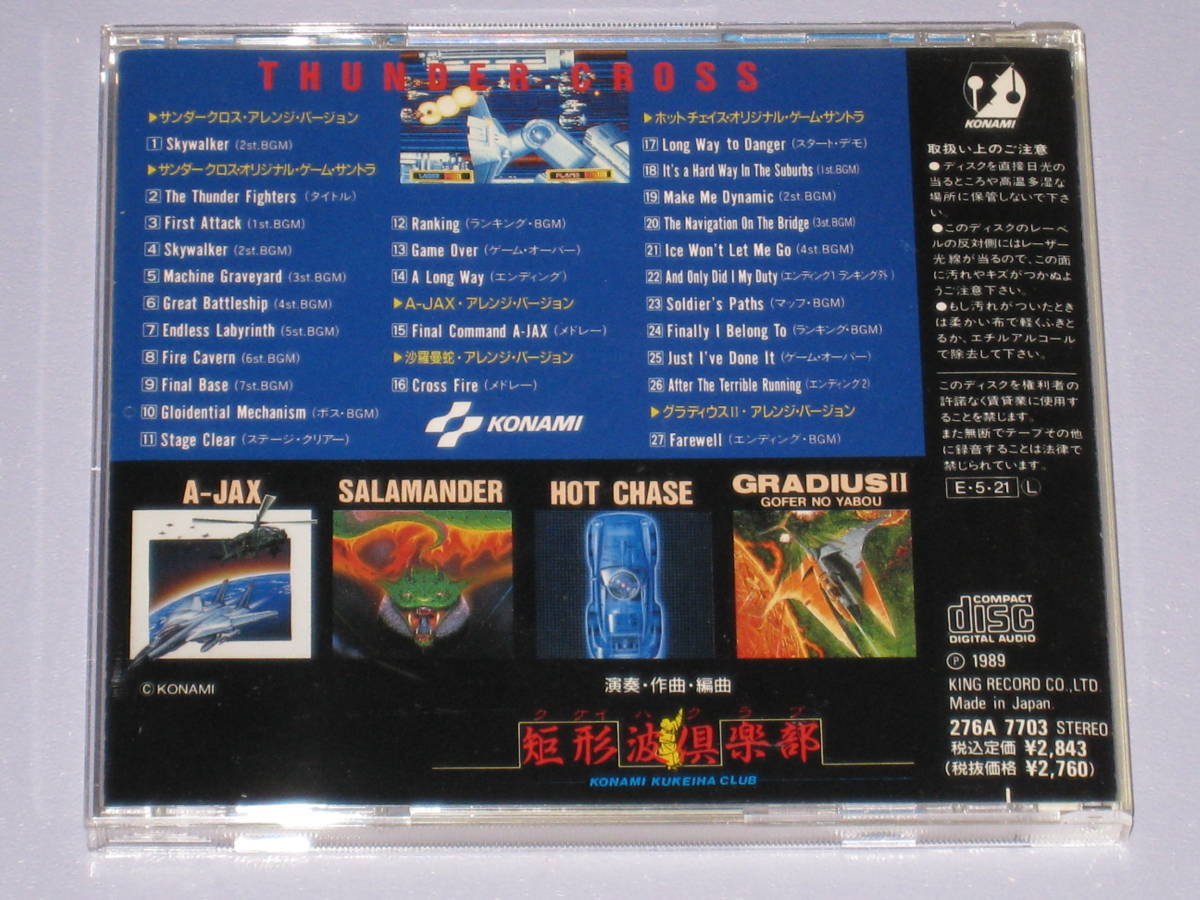 THUNDER CROSS
▶サンダークロス・アレンジ・バージョン
1 Skywalker (2st.BGM)
▶サンダークロス・オリジナル・ゲーム・サントラ
2 The Thunder Fighters (タイトル)
3 First Attack (1st.BGM)
4 Skywalker (2st.BGM)
5 Machine Graveyard (3st.BGM)
6 Great Battleship (4st.BGM)
7 Endless Labyrinth (5st.BGM)
8 Fire Cavern (6st.BGM)
9 Final Base (7st.BGM)
10 Gloidential Mechanism (ボス・BGM)
11 Stage Clear (ステージ・クリアー)
LASER
FLAME
12 Ranking (ランキング・BGM)
13 Game Over (ゲーム・オーバー)
14 A Long Way (エンディング)
▶A-JAX・アレンジ・バージョン
15 Final Command A-JAX (メドレー)
▶沙羅曼蛇・アレンジ・バージョン
16 Cross Fire (メドレー)
KONAMI
▶ホットチェイス・オリジナル・ゲーム・サントラ
17 Long Way to Danger (スタート・デモ)
18 It's a Hard Way In The Suburbs (1st.BGM)
19 Make Me Dynamic (2st.BGM)
20 The Navigation On The Bridge (3st.BGM)
21 Ice Won't Let Me Go (4st.BGM)
22 And Only Did I My Duty (エンディング1 ランキング外)
23 Soldier's Paths (マップ・BGM)
24 Finally I Belong To (ランキング・BGM)
25 Just I've Done It (ゲーム・オーバー)
26 After The Terrible Running (エンディング2)
▶グラディウスII・アレンジ・バージョン
27 Farewell (エンディング・BGM)
A-JAX
SALAMANDER
HOT CHASE
GRADIUSII
GOFER NO YABOU
©KONAMI
演奏・作曲・編曲
クケイハクラブ
矩形波倶楽部
KONAMI KUKEIHA CLUB
KONAMI
取扱い上のご注意
●ディスクを直接日光の
当るところや高温多湿な
場所に保管しないで下さ
い。
●このディスクのレーベ
ルの反対側にはレーザー
光線が当るので、この面
に汚れやキズがつかぬよ
うご注意下さい。
●もし汚れがついたとき
は柔かい布で軽くふきと
るか、エチルアルコール
で除去して下さい。
このディスクを権利者の
許諾なく賃貸業に使用す
ることを禁じます。
また無断でテープその他
に録音することは法律で
禁じられています。
E・5・21 L
COMPACT
disc
DIGITAL AUDIO
Ⓟ 1989
KING RECORD CO.,LTD.
Made in Japan.
276A 7703 STEREO
税込定価 ¥2,843
(税抜価格 ¥2,760)